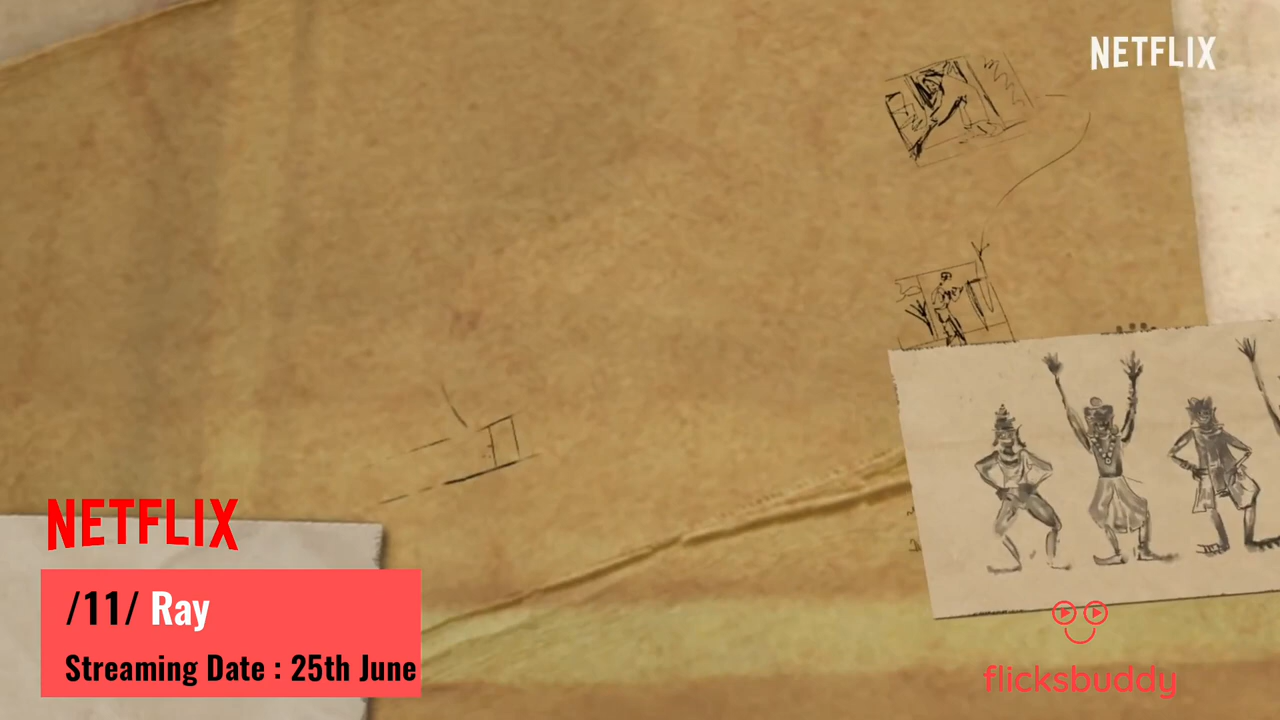 NETFLIX
NETFLIX
/11/ Ray
Streaming Date : 25th June
flicksbuddy